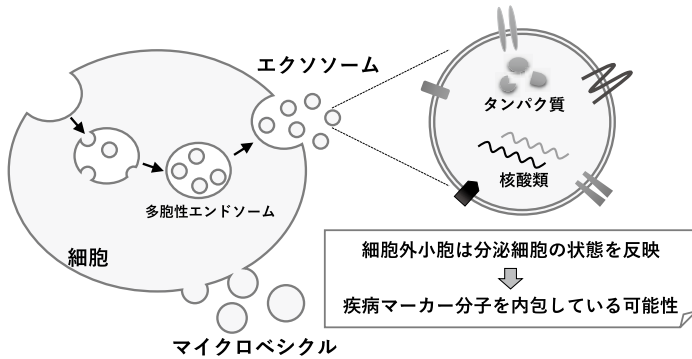 エクソソーム
タンパク質
核酸類
多胞性エンドソーム
細胞
マイクロベシクル
細胞外小胞は分泌細胞の状態を反映
疾病マーカー分子を内包している可能性